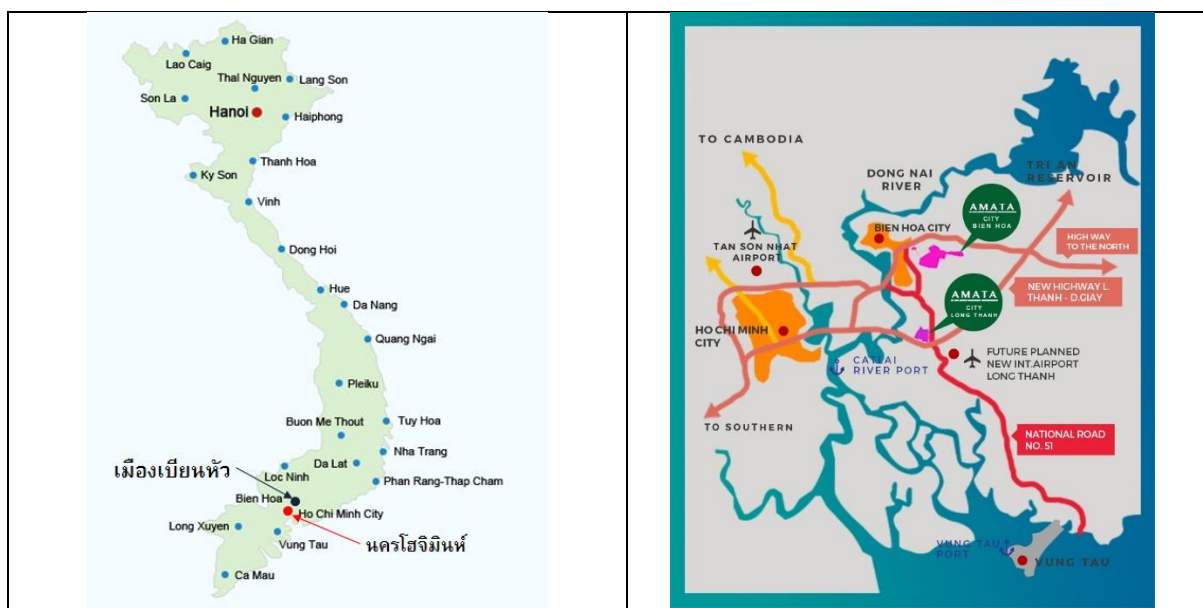 Ha Gian
Lao Caig
Thal Nguyen
Lang Son
Son La
Hanoi
Haiphong
Thanh Hoa
Ky Son
Vinh
Dong Hoi
Hue
Da Nang
Quang Ngai
Pleiku
Buon Me Thout
Tuy Hoa
Nha Trang
Da Lat
เมืองเบียนหัว
Loc Ninh
Phan Rang-Thap Cham
Bien Hoa
Ho Chi Minh City
Long Xuyen
Vung Tau
นครโฮจิมินห์
Ca Mau
TO CAMBODIA
DONG NAI
RIVER
TRI AN
RESERVOIR
AMATA
CITY
BIEN HOA
BIEN HOA CITY
TAN SON NHAT
AIRPORT
HIGH WAY
TO THE NORTH
NEW HIGHWAY L.
THANH - D.GIAY
AMATA
CITY
LONG THANH
HO CHI MINH
CITY
CATLAI
RIVER PORT
FUTURE PLANNED
NEW INT.AIRPORT
LONG THANH
TO SOUTHERN
NATIONAL ROAD
NO. 51
VUNG TAU
PORT
VUNG TAU